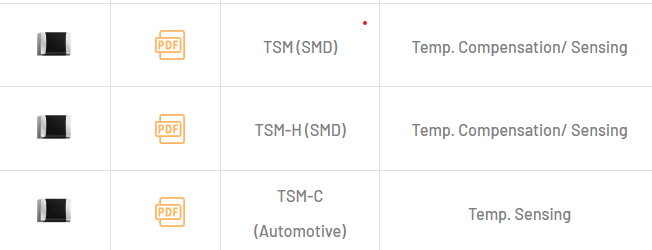 PDF
TSM (SMD)
Temp. Compensation/ Sensing
PDF
TSM-H (SMD)
Temp. Compensation/ Sensing
PDF
TSM-C
(Automotive)
Temp. Sensing